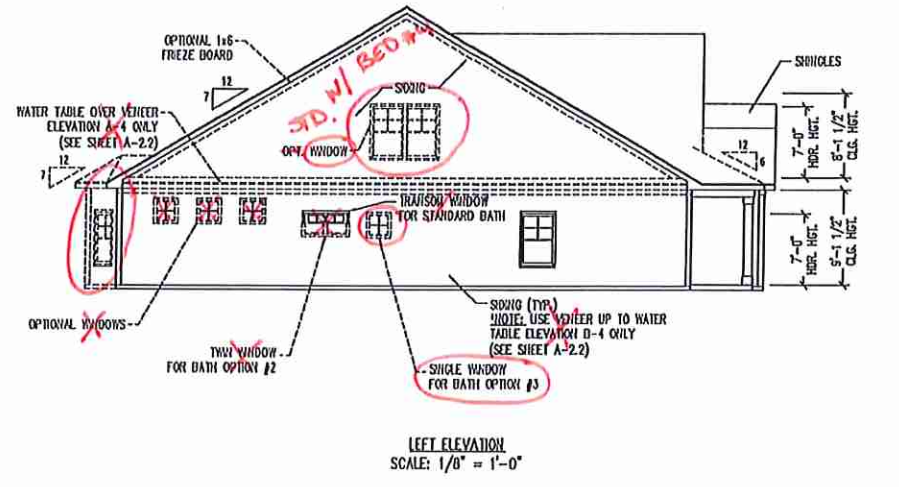 OPTIONAL 1x6
FRIEZE BOARD
12
7
STD. W/ BED #4
SIDING
SHINGLES
WATER TABLE OVER VENEER
ELEVATION A-4 ONLY
(SEE SHEET A-2.2)
12
7
OPT. WINDOW
12
6
7'-0"
HDR. HGT.
8'-1 1/2"
CLG. HGT.
TRANSOM WINDOW
FOR STANDARD BATH
7'-0"
HDR. HGT.
9'-1 1/2"
CLG. HGT.
OPTIONAL WINDOWS
SIDING (TYP.)
NOTE: USE VENEER UP TO WATER
TABLE ELEVATION B-4 ONLY
(SEE SHEET A-2.2)
TWIN WINDOW
FOR BATH OPTION #2
SINGLE WINDOW
FOR BATH OPTION #3
LEFT ELEVATION
SCALE: 1/8" = 1'-0"